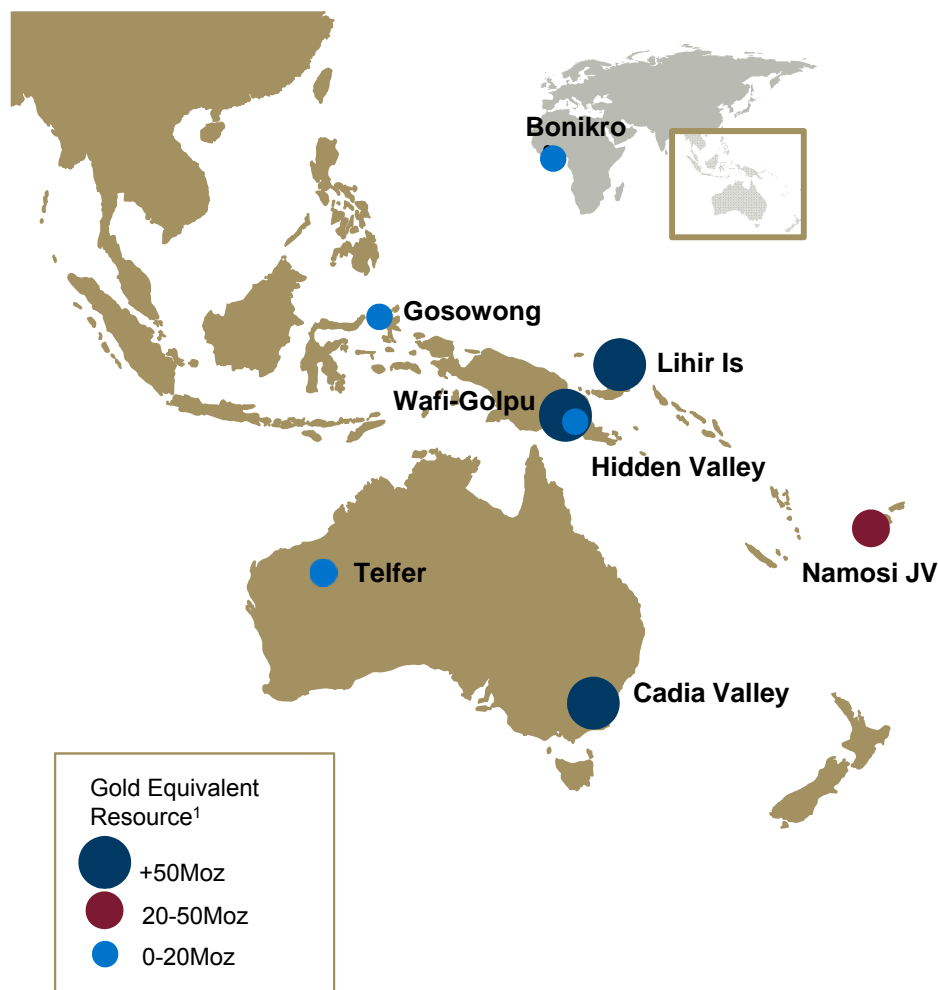 Bonikro
Gosowong
Lihir Is
Wafi-Golpu
Hidden Valley
Telfer
Namosi JV
Cadia Valley
Gold Equivalent
Resource¹
+50Moz
20-50Moz
0-20Moz